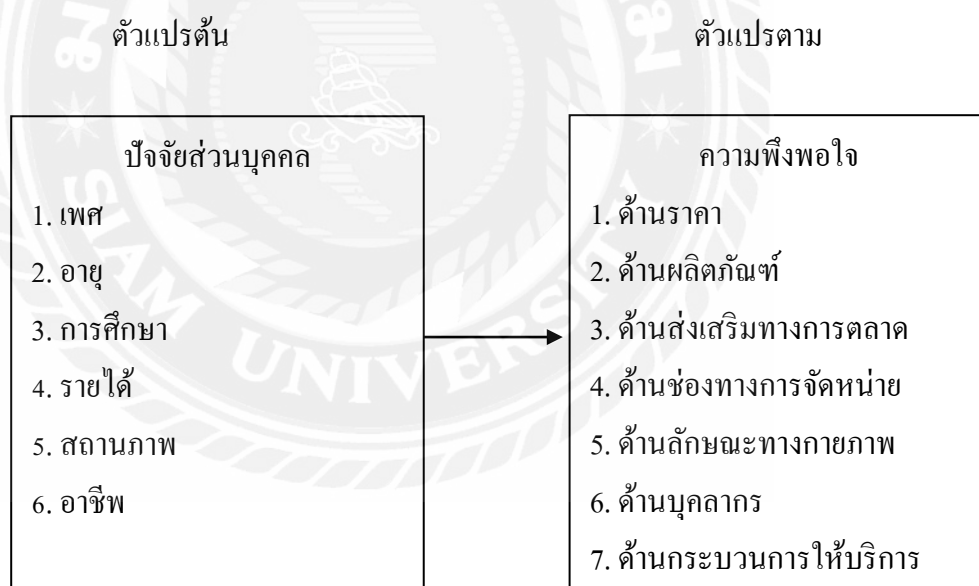 ตัวแปรต้น
ตัวแปรตาม
ปัจจัยส่วนบุคคล
1. เพศ
2. อายุ
3. การศึกษา
4. รายได้
5. สถานภาพ
6. อาชีพ
ความพึงพอใจ
1. ด้านราคา
2. ด้านผลิตภัณฑ์
3. ด้านส่งเสริมทางการตลาด
4. ด้านช่องทางการจัดหน่าย
5. ด้านลักษณะทางกายภาพ
6. ด้านบุคลากร
7. ด้านกระบวนการให้บริการ
SIAM UNIVERSITY